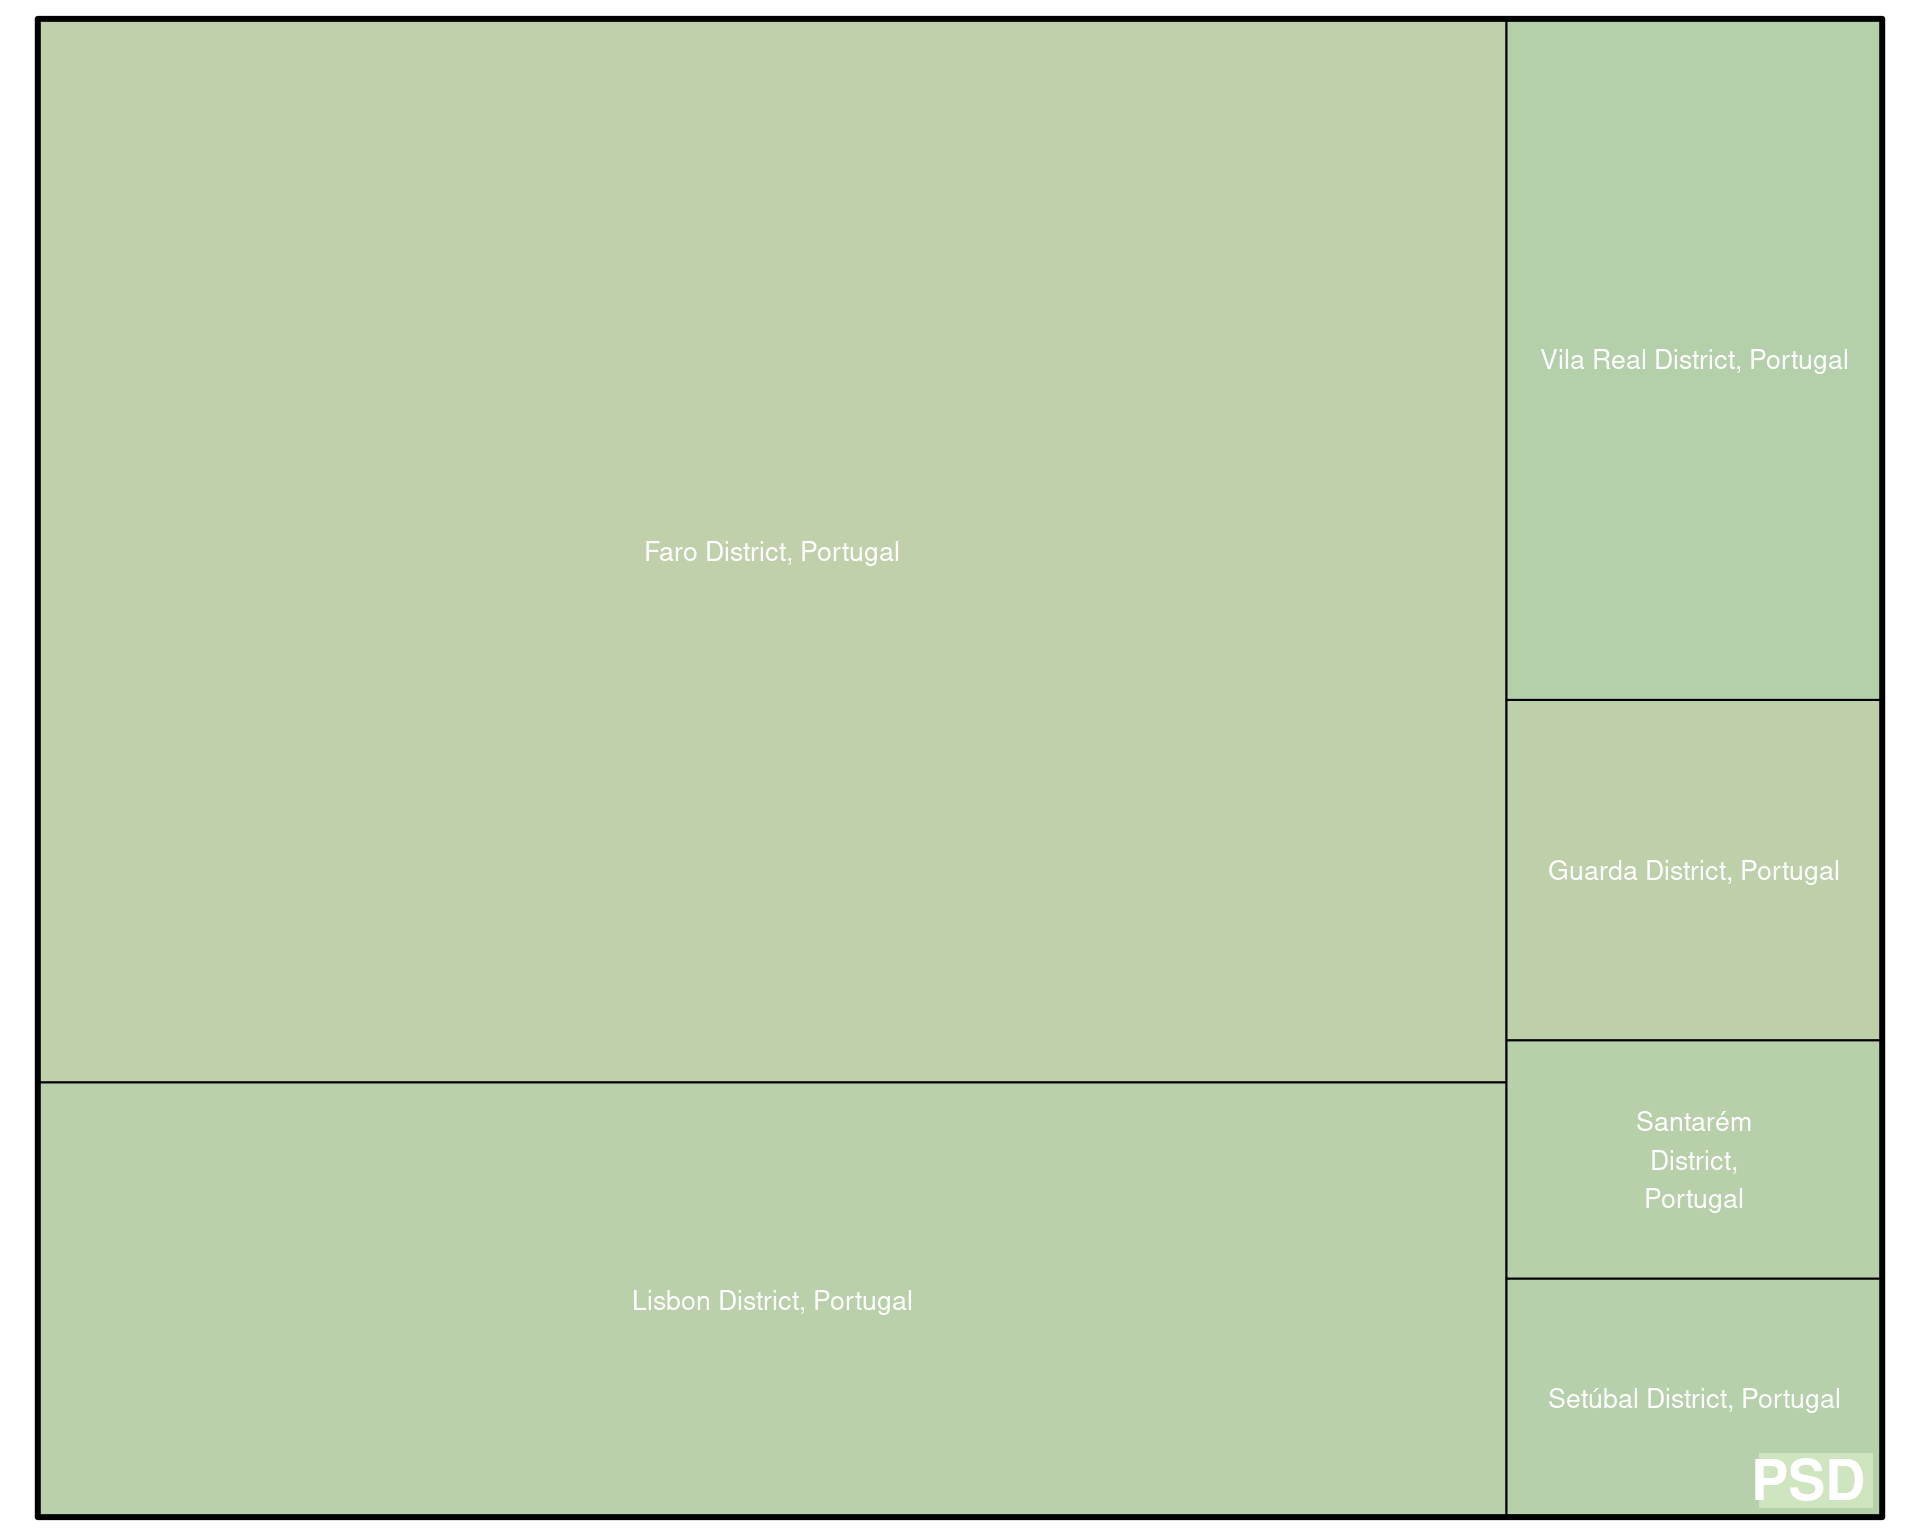 Faro District, Portugal
Lisbon District, Portugal
Vila Real District, Portugal
Guarda District, Portugal
Santarém
District,
Portugal
Setúbal District, Portugal
PSD